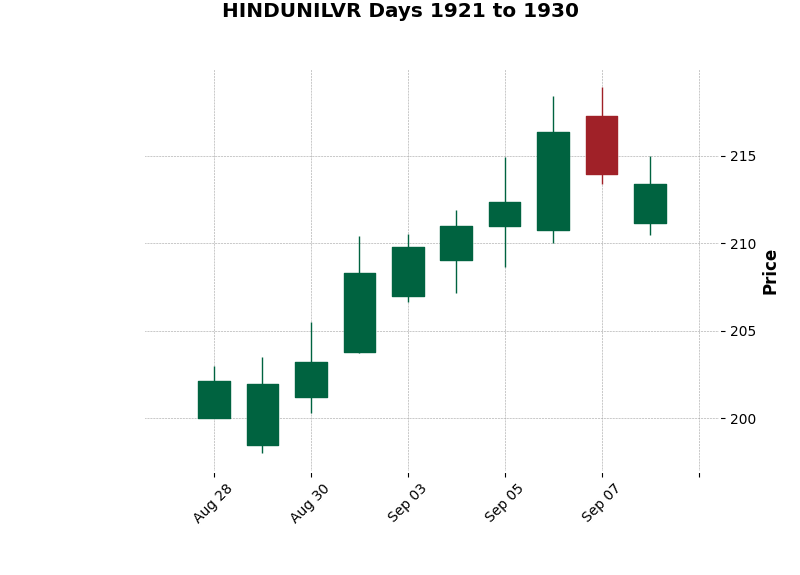 HINDUNILVR Days 1921 to 1930
215
210
205
200
Price
Aug 28
Aug 30
Sep 03
Sep 05
Sep 07